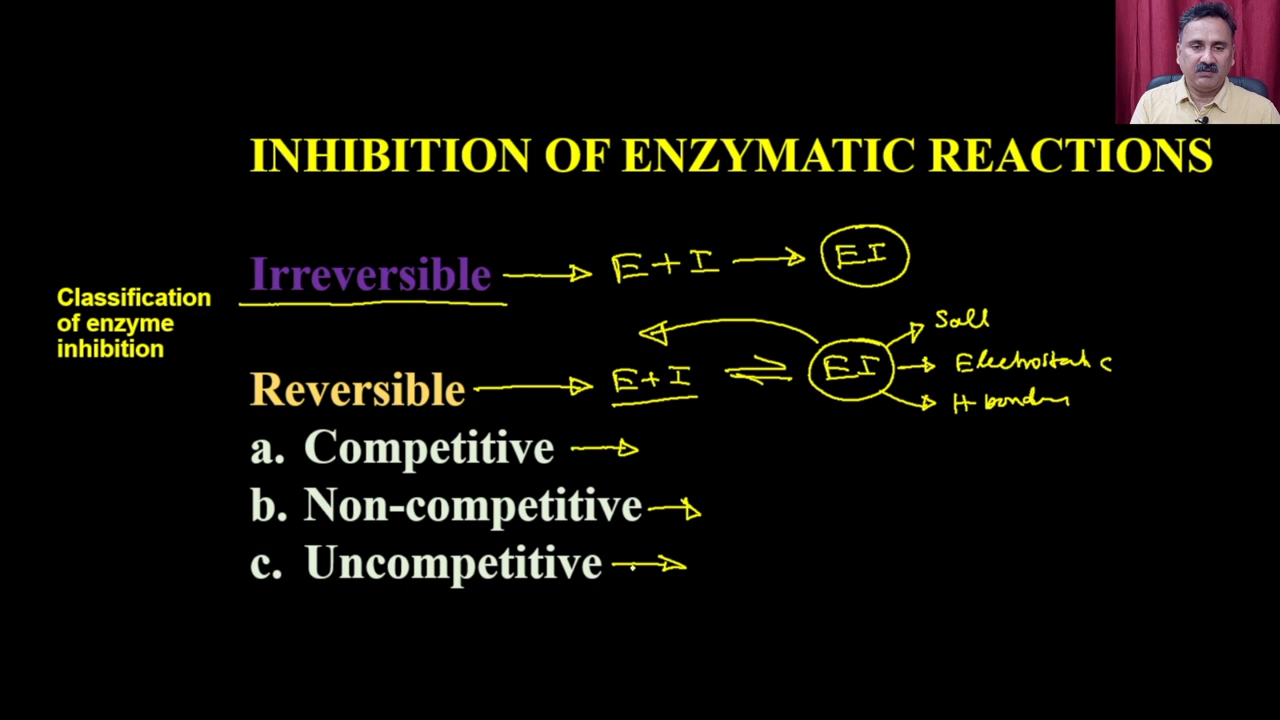 INHIBITION OF ENZYMATIC REACTIONS
Classification
of enzyme
inhibition
Irreversible → E + I → EI
Reversible → E + I ⇌ EI
Salt
Electrostatic
H bonding
a. Competitive →
b. Non-competitive →
c. Uncompetitive →